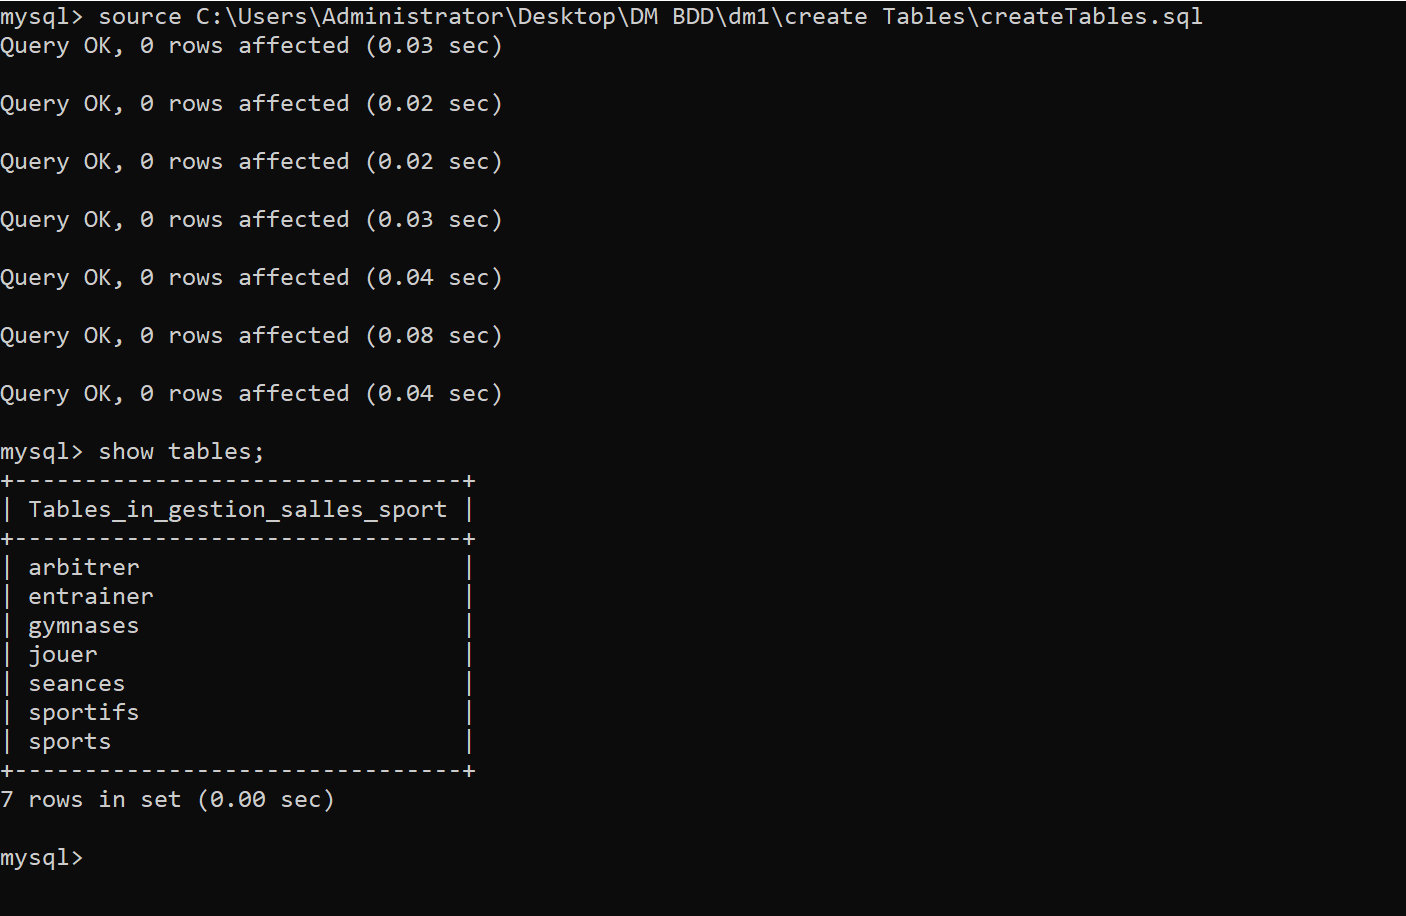 mysql> source C:\Users\Administrator\Desktop\DM BDD\dm1\create Tables\createTables.sql
Query OK, 0 rows affected (0.03 sec)
Query OK, 0 rows affected (0.02 sec)
Query OK, 0 rows affected (0.02 sec)
Query OK, 0 rows affected (0.03 sec)
Query OK, 0 rows affected (0.04 sec)
Query OK, 0 rows affected (0.08 sec)
Query OK, 0 rows affected (0.04 sec)
mysql> show tables;
+--------------------------------+
| Tables_in_gestion_salles_sport |
+--------------------------------+
| arbitrer                       |
| entrainer                      |
| gymnases                       |
| jouer                          |
| seances                        |
| sportifs                       |
| sports                         |
+--------------------------------+
7 rows in set (0.00 sec)
mysql>